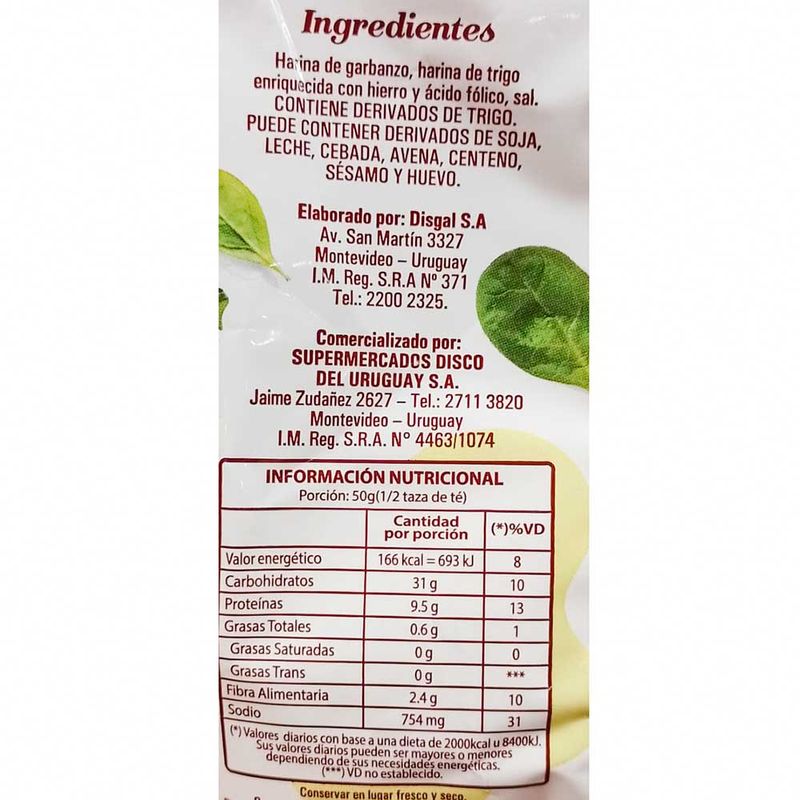 Ingredientes
Harina de garbanzo, harina de trigo
enriquecida con hierro y ácido fólico, sal.
CONTIENE DERIVADOS DE TRIGO.
PUEDE CONTENER DERIVADOS DE SOJA,
LECHE, CEBADA, AVENA, CENTENO,
SÉSAMO Y HUEVO.
Elaborado por: Disgal S.A
Av. San Martín 3327
Montevideo – Uruguay
I.M. Reg. S.R.A Nº 371
Tel.: 2200 2325.
Comercializado por:
SUPERMERCADOS DISCO
DEL URUGUAY S.A.
Jaime Zudañez 2627 – Tel.: 2711 3820
Montevideo – Uruguay
I.M. Reg. S.R.A. N° 4463/1074
INFORMACIÓN NUTRICIONAL
Porción: 50g(1/2 taza de té)
Cantidad
por porción (*)%VD
Valor energético 166 kcal = 693 kJ 8
Carbohidratos 31 g 10
Proteínas 9.5 g 13
Grasas Totales 0.6 g 1
Grasas Saturadas 0 g 0
Grasas Trans 0 g ***
Fibra Alimentaria 2.4 g 10
Sodio 754 mg 31
(*) Valores diarios con base a una dieta de 2000kcal u 8400kJ.
Sus valores diarios pueden ser mayores o menores
dependiendo de sus necesidades energéticas.
(***) VD no establecido.
Conservar en lugar fresco y seco.